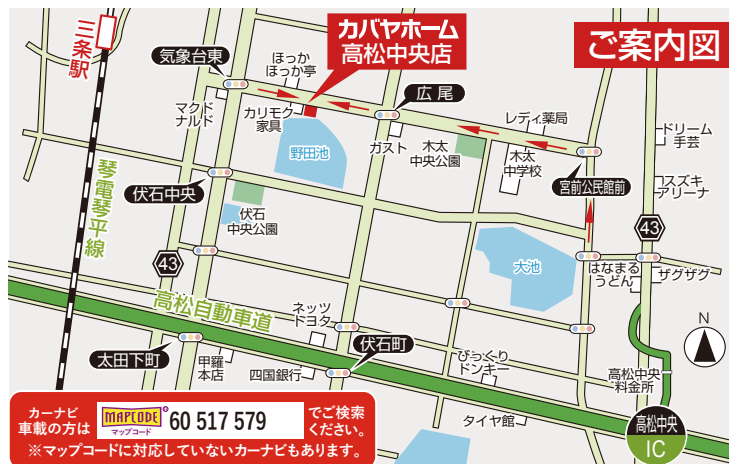 ご案内図
カバヤホーム
高松中央店
三条駅
気象台東
ほっか
ほっか亭
広尾
マクド
ナルド
カリモク
家具
野田池
ガスト
木太
中央公園
レディ薬局
木太
中学校
ドリーム
手芸
宮前公民館前
スズキ
アリーナ
伏石中央
伏石
中央公園
琴電琴平線
43
43
大池
はなまる
うどん
ザグザグ
高松自動車道
ネッツ
トヨタ
N
太田下町
甲羅
本店
四国銀行
伏石町
びっくり
ドンキー
高松中央
料金所
タイヤ館
高松中央
IC
カーナビ
車載の方は
MAPCODE®
マップコード
60 517 579
でご検索
ください。
※マップコードに対応していないカーナビもあります。